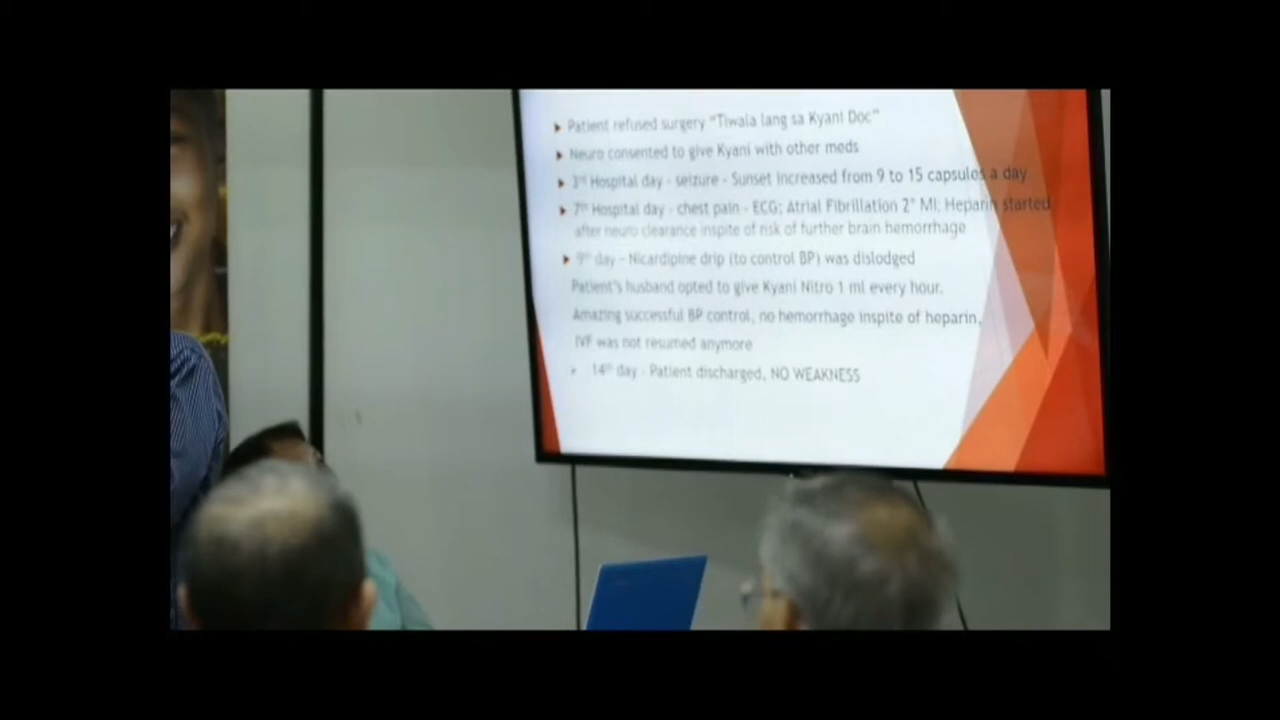 Patient refused surgery "Tiwala lang sa Kyani Doc"
Neuro consented to give Kyani with other meds
3rd Hospital day - seizure - Sunset increased from 9 to 15 capsules a day
7th Hospital day - chest pain - ECG; Atrial Fibrillation 2° MI; Heparin started
after neuro clearance inspite of risk of further brain hemorrhage
9th day - Nicardipine drip (to control BP) was dislodged
Patient's husband opted to give Kyani Nitro 1 ml every hour.
Amazing successful BP control, no hemorrhage inspite of heparin.
IVF was not resumed anymore
14th day - Patient discharged, NO WEAKNESS